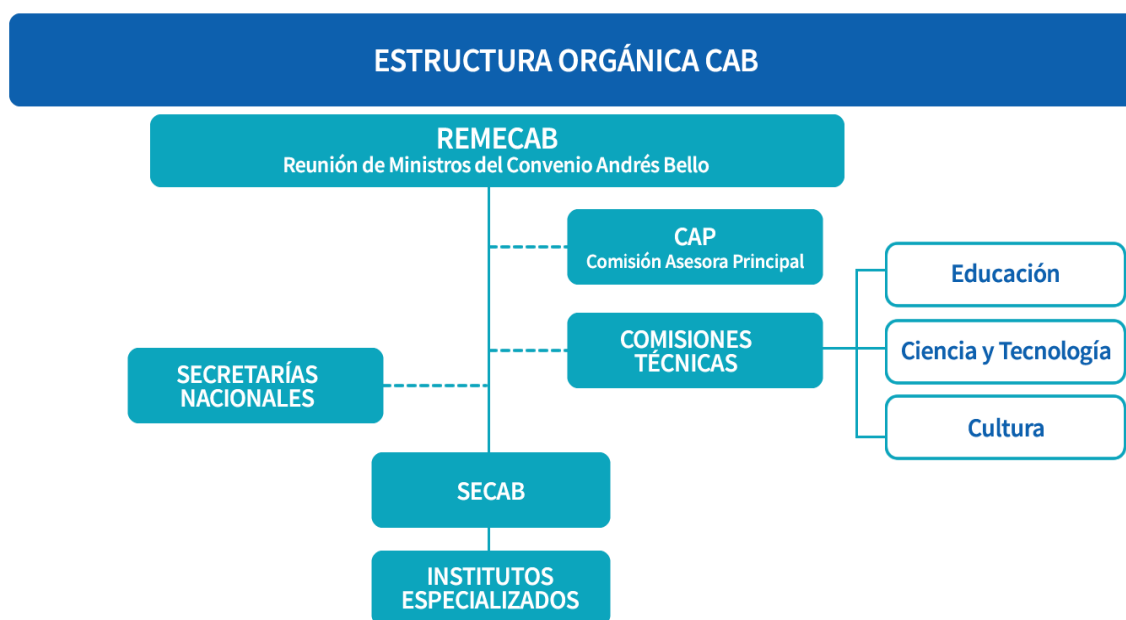 ESTRUCTURA ORGÁNICA CAB
REMECAB
Reunión de Ministros del Convenio Andrés Bello
CAP
Comisión Asesora Principal
COMISIONES
TÉCNICAS
Educación
Ciencia y Tecnología
Cultura
SECRETARÍAS
NACIONALES
SECAB
INSTITUTOS
ESPECIALIZADOS